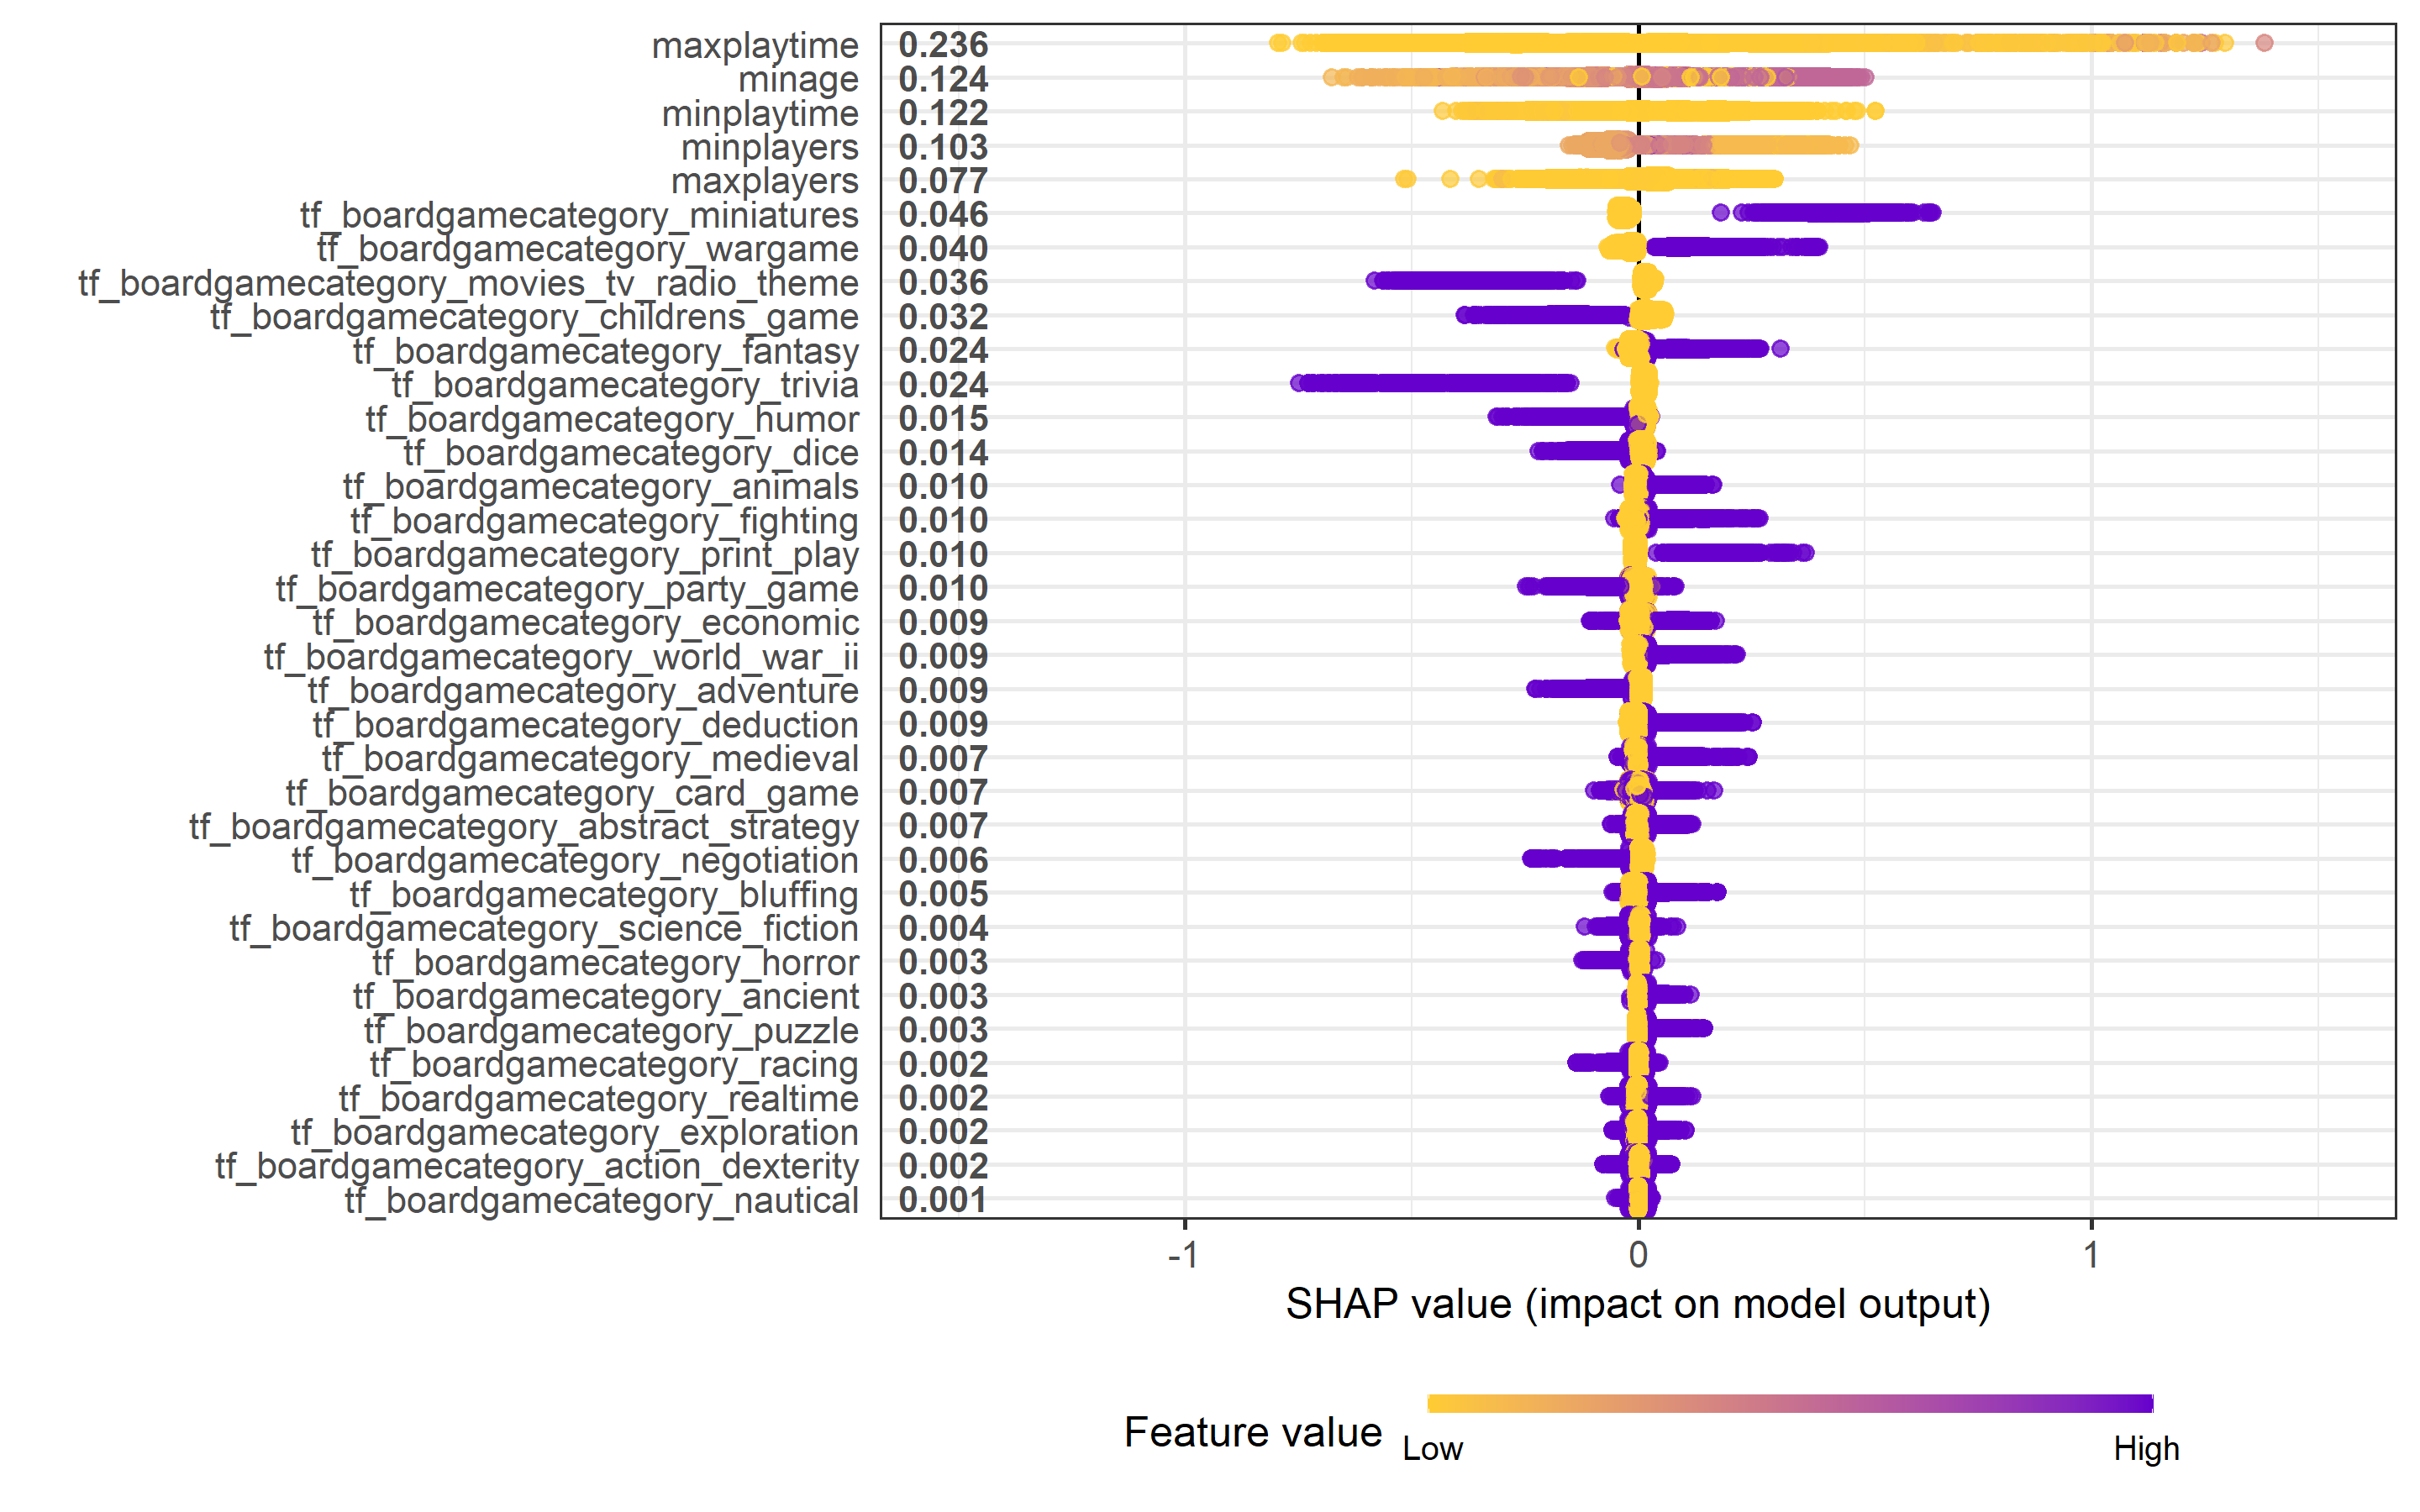 maxplaytime 0.236
minage 0.124
minplaytime 0.122
minplayers 0.103
maxplayers 0.077
tf_boardgamecategory_miniatures 0.046
tf_boardgamecategory_wargame 0.040
tf_boardgamecategory_movies_tv_radio_theme 0.036
tf_boardgamecategory_childrens_game 0.032
tf_boardgamecategory_fantasy 0.024
tf_boardgamecategory_trivia 0.024
tf_boardgamecategory_humor 0.015
tf_boardgamecategory_dice 0.014
tf_boardgamecategory_animals 0.010
tf_boardgamecategory_fighting 0.010
tf_boardgamecategory_print_play 0.010
tf_boardgamecategory_party_game 0.010
tf_boardgamecategory_economic 0.009
tf_boardgamecategory_world_war_ii 0.009
tf_boardgamecategory_adventure 0.009
tf_boardgamecategory_deduction 0.009
tf_boardgamecategory_medieval 0.007
tf_boardgamecategory_card_game 0.007
tf_boardgamecategory_abstract_strategy 0.007
tf_boardgamecategory_negotiation 0.006
tf_boardgamecategory_bluffing 0.005
tf_boardgamecategory_science_fiction 0.004
tf_boardgamecategory_horror 0.003
tf_boardgamecategory_ancient 0.003
tf_boardgamecategory_puzzle 0.003
tf_boardgamecategory_racing 0.002
tf_boardgamecategory_realtime 0.002
tf_boardgamecategory_exploration 0.002
tf_boardgamecategory_action_dexterity 0.002
tf_boardgamecategory_nautical 0.001
-1 0 1
SHAP value (impact on model output)
Feature value
Low High